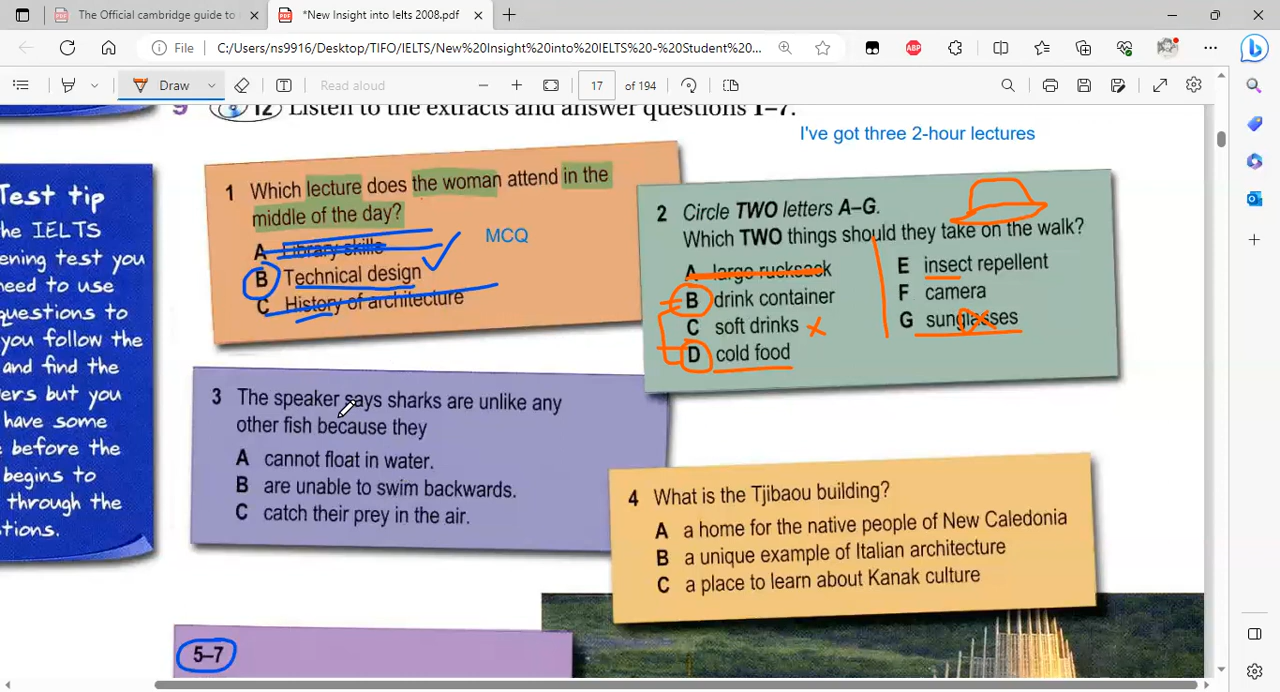 The Official cambridge guide to
*New Insight into Ielts 2008.pdf
File
C:/Users/ns9916/Desktop/TIFO/IELTS/New%20Insight%20into%20IELTS%20-%20Student%20...
ABP
Draw
Read aloud
17
of 194
9 12 Listen to the extracts and answer questions 1–7.
I've got three 2-hour lectures
Test tip
he IELTS
ening test you
need to use
questions to
you follow the
and find the
ers but you
have some
before the
begins to
through the
tions.
1 Which lecture does the woman attend in the
middle of the day?
A Library skills
B Technical design
C History of architecture
MCQ
2 Circle TWO letters A–G.
Which TWO things should they take on the walk?
A large rucksack
B drink container
C soft drinks
D cold food
E insect repellent
F camera
G sunglasses
3 The speaker says sharks are unlike any
other fish because they
A cannot float in water.
B are unable to swim backwards.
C catch their prey in the air.
4 What is the Tjibaou building?
A a home for the native people of New Caledonia
B a unique example of Italian architecture
C a place to learn about Kanak culture
5–7